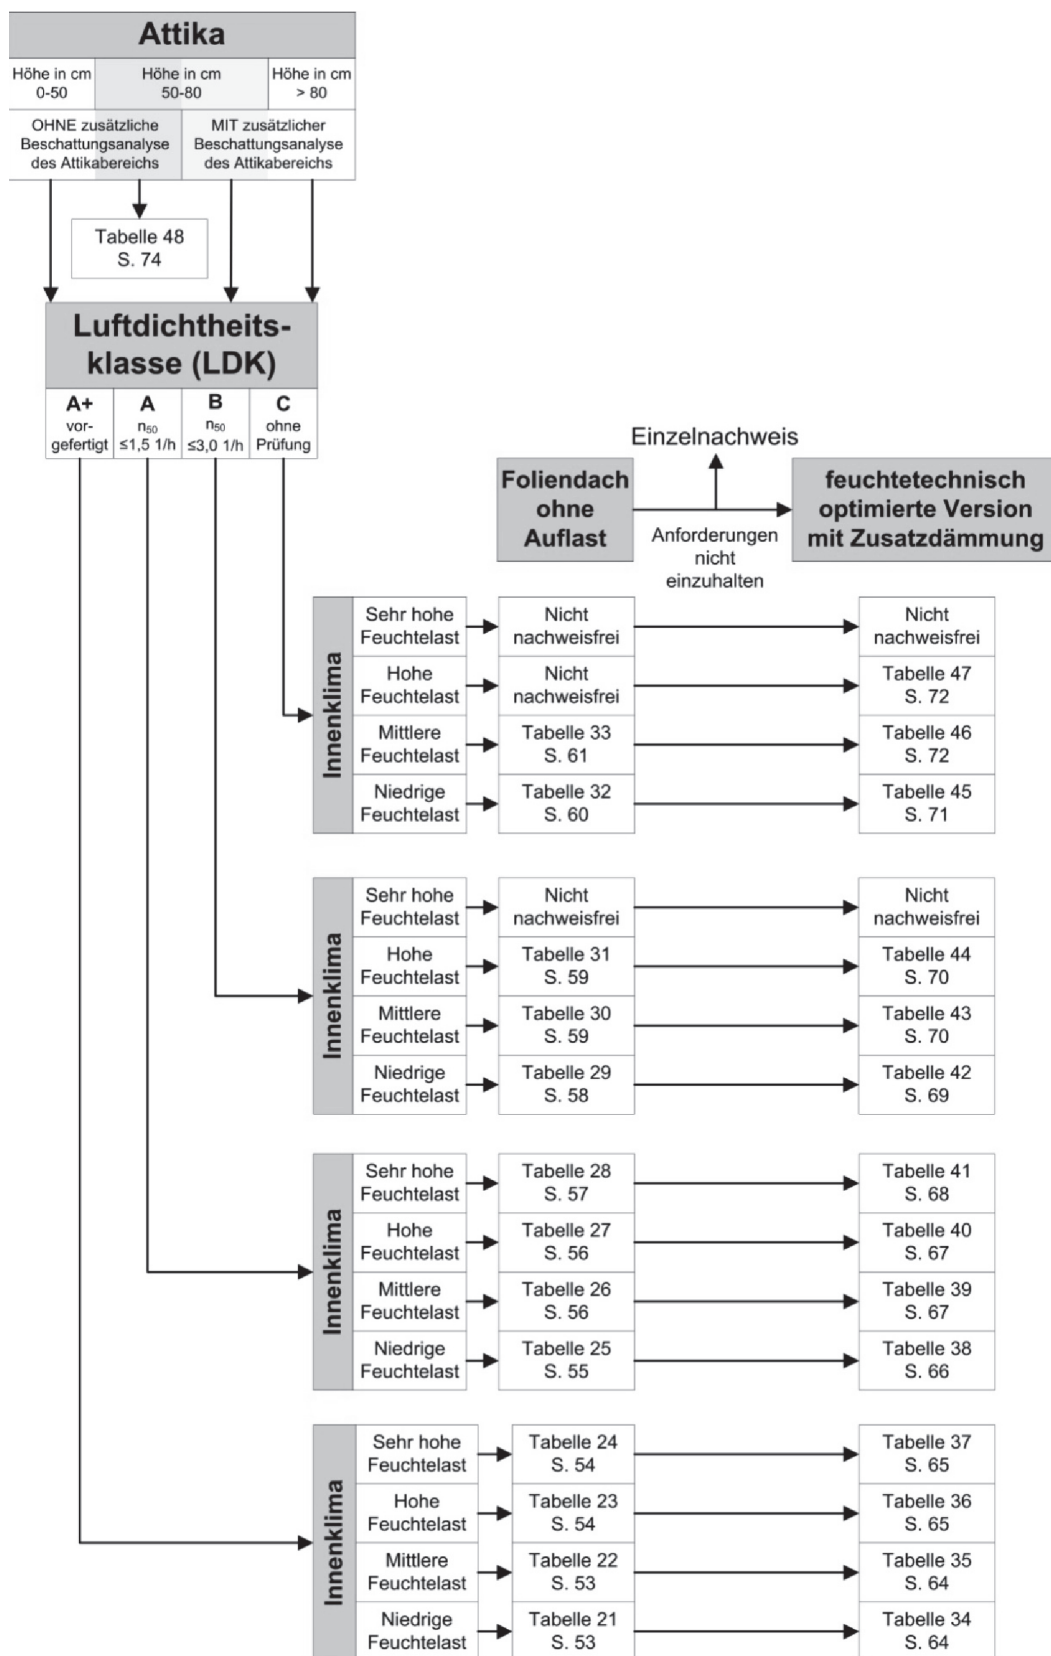 Attika
Höhe in cm
0-50
Höhe in cm
50-80
Höhe in cm
> 80
OHNE zusätzliche
Beschattungsanalyse
des Attikabereichs
MIT zusätzlicher
Beschattungsanalyse
des Attikabereichs
Tabelle 48
S. 74
Luftdichtheits-
klasse (LDK)
A+
vor-
gefertigt
A
n₅₀
≤1,5 1/h
B
n₅₀
≤3,0 1/h
C
ohne
Prüfung
Einzelnachweis
Foliendach
ohne
Auflast
Anforderungen
nicht
einzuhalten
feuchtetechnisch
optimierte Version
mit Zusatzdämmung
Innenklima
Sehr hohe
Feuchtelast
Nicht
nachweisfrei
Nicht
nachweisfrei
Hohe
Feuchtelast
Nicht
nachweisfrei
Tabelle 47
S. 72
Mittlere
Feuchtelast
Tabelle 33
S. 61
Tabelle 46
S. 72
Niedrige
Feuchtelast
Tabelle 32
S. 60
Tabelle 45
S. 71
Innenklima
Sehr hohe
Feuchtelast
Nicht
nachweisfrei
Nicht
nachweisfrei
Hohe
Feuchtelast
Tabelle 31
S. 59
Tabelle 44
S. 70
Mittlere
Feuchtelast
Tabelle 30
S. 59
Tabelle 43
S. 70
Niedrige
Feuchtelast
Tabelle 29
S. 58
Tabelle 42
S. 69
Innenklima
Sehr hohe
Feuchtelast
Tabelle 28
S. 57
Tabelle 41
S. 68
Hohe
Feuchtelast
Tabelle 27
S. 56
Tabelle 40
S. 67
Mittlere
Feuchtelast
Tabelle 26
S. 56
Tabelle 39
S. 67
Niedrige
Feuchtelast
Tabelle 25
S. 55
Tabelle 38
S. 66
Innenklima
Sehr hohe
Feuchtelast
Tabelle 24
S. 54
Tabelle 37
S. 65
Hohe
Feuchtelast
Tabelle 23
S. 54
Tabelle 36
S. 65
Mittlere
Feuchtelast
Tabelle 22
S. 53
Tabelle 35
S. 64
Niedrige
Feuchtelast
Tabelle 21
S. 53
Tabelle 34
S. 64